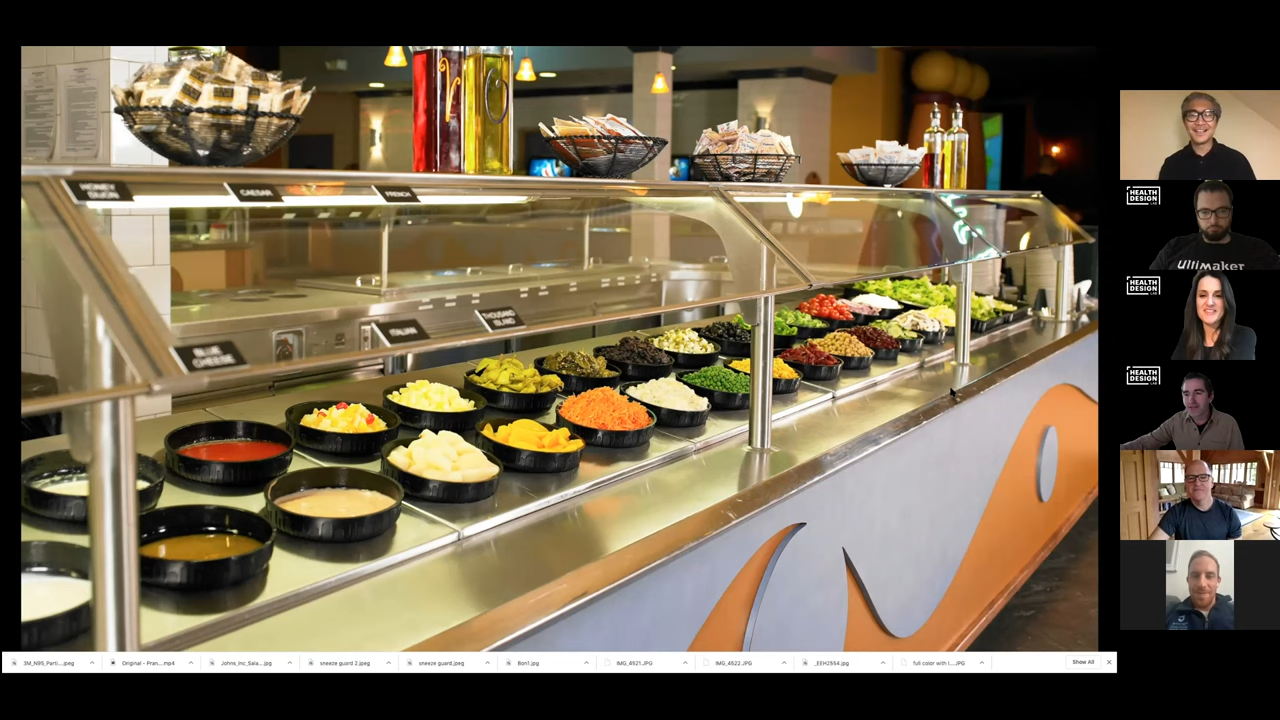 HONEY
DIJON
CAESAR
FRENCH
BLUE
CHEESE
ITALIAN
THOUSAND
ISLAND
HEALTH
DESIGN
LAB
Ultimaker
HEALTH
DESIGN
LAB
HEALTH
DESIGN
LAB
3M_N95_Parti....jpeg
Original - Pran....mp4
Johns_Inc_Sala....jpg
sneeze guard 2.jpeg
sneeze guard.jpeg
Bon1.jpg
IMG_4521.JPG
IMG_4522.JPG
_EEH2554.jpg
full color with l....JPG
Show All